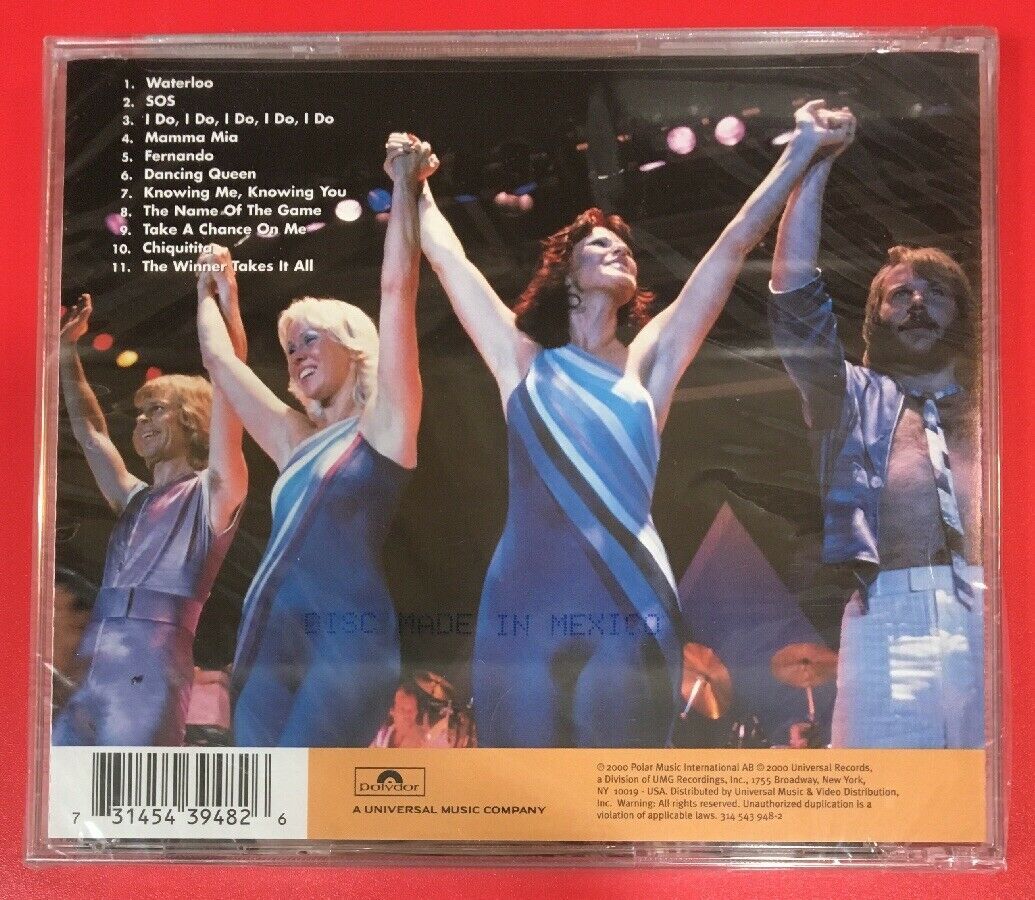 1. Waterloo
2. SOS
3. I Do, I Do, I Do, I Do, I Do
4. Mamma Mia
5. Fernando
6. Dancing Queen
7. Knowing Me, Knowing You
8. The Name Of The Game
9. Take A Chance On Me
10. Chiquitita
11. The Winner Takes It All
DISC MADE IN MEXICO
7 31454 39482 6
polydor
A UNIVERSAL MUSIC COMPANY
℗ 2000 Polar Music International AB © 2000 Universal Records,
a Division of UMG Recordings, Inc., 1755 Broadway, New York,
NY 10019 - USA. Distributed by Universal Music & Video Distribution,
Inc. Warning: All rights reserved. Unauthorized duplication is a
violation of applicable laws. 314 543 948-2